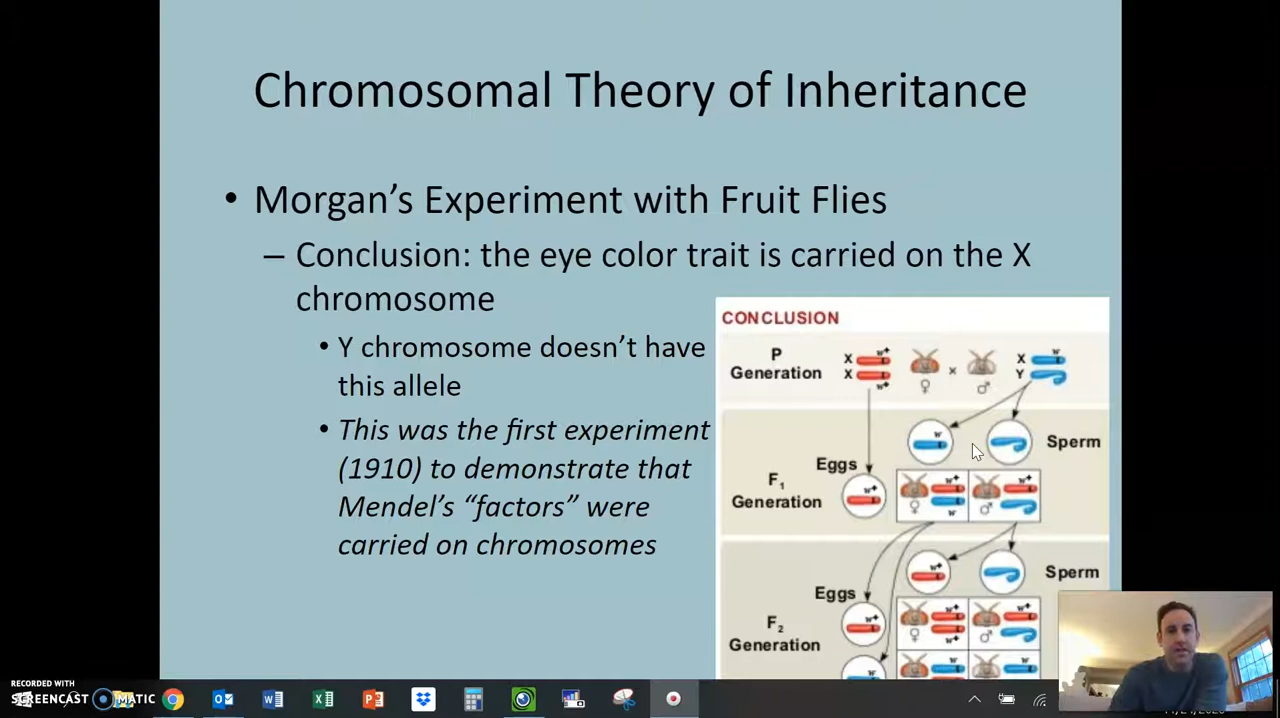 Chromosomal Theory of Inheritance
• Morgan's Experiment with Fruit Flies
– Conclusion: the eye color trait is carried on the X
chromosome
• Y chromosome doesn't have
this allele
• This was the first experiment
(1910) to demonstrate that
Mendel's "factors" were
carried on chromosomes
CONCLUSION
P
Generation
X w+
X w+
♀ × ♂
X w
Y
F1
Generation
Eggs
w+
w
Sperm
w+ w+
♀ w ♂
F2
Generation
Eggs
w+
w+
Sperm
w+ w+
♀ w+ ♂
w
w w
RECORDED WITH
SCREENCAST MATIC